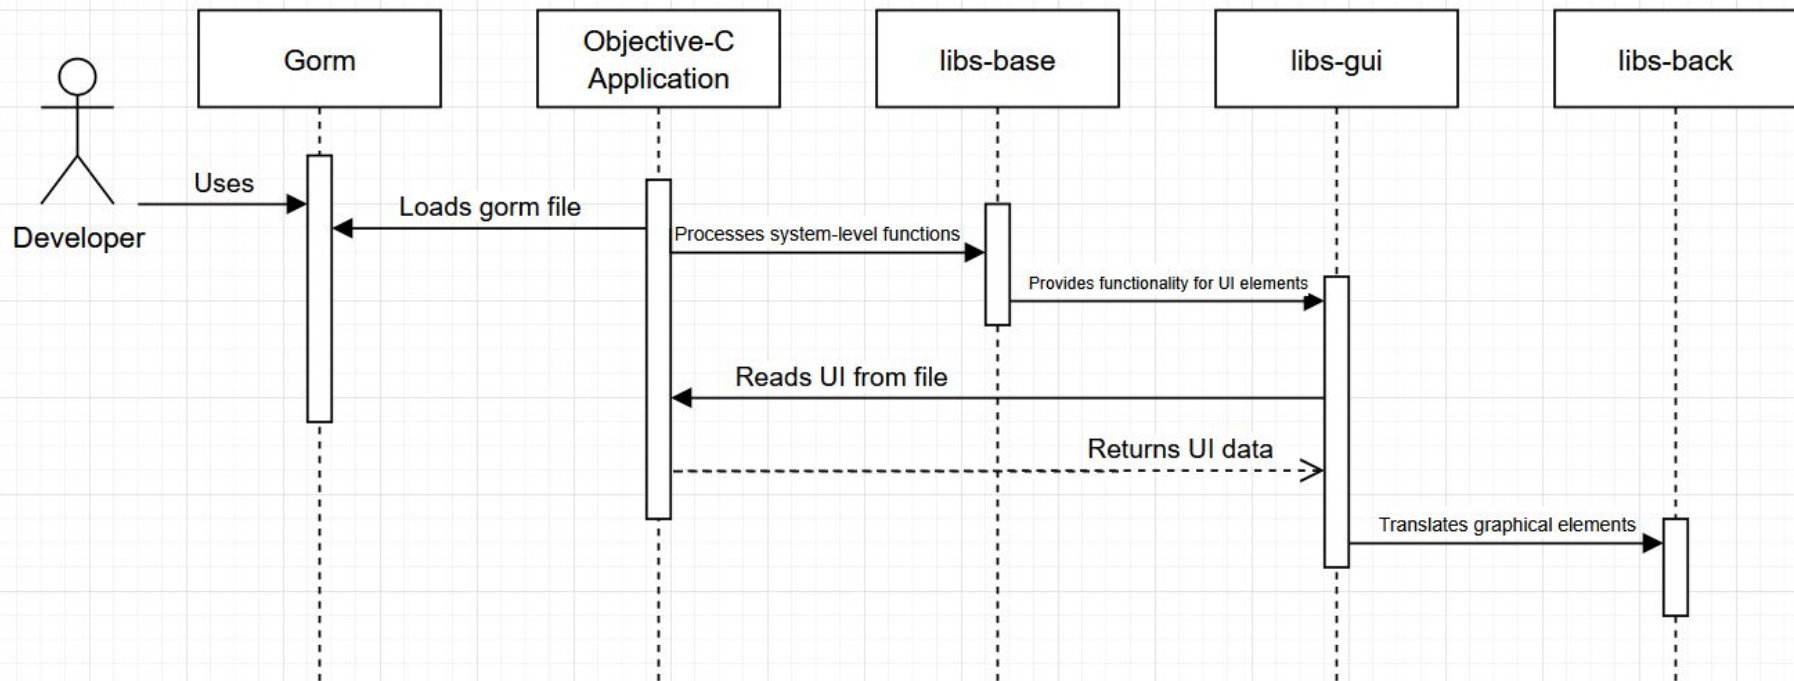 Gorm
Objective-C
Application
libs-base
libs-gui
libs-back
Developer
Uses
Loads gorm file
Processes system-level functions
Provides functionality for UI elements
Reads UI from file
Returns UI data
Translates graphical elements